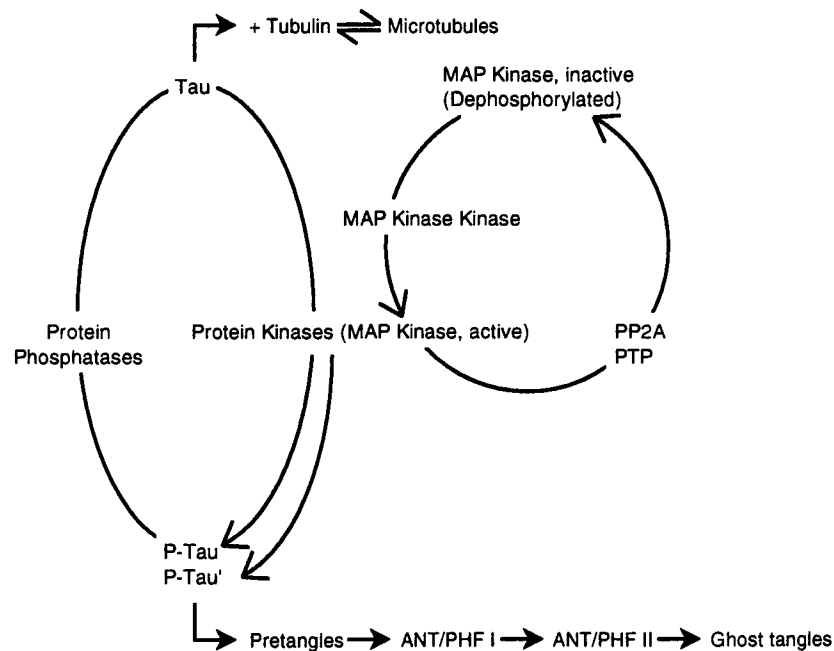 + Tubulin Microtubules
Tau
MAP Kinase, inactive
(Dephosphorylated)
MAP Kinase Kinase
Protein
Phosphatases
Protein Kinases (MAP Kinase, active)
PP2A
PTP
P-Tau
P-Tau'
Pretangles ANT/PHF I ANT/PHF II Ghost tangles